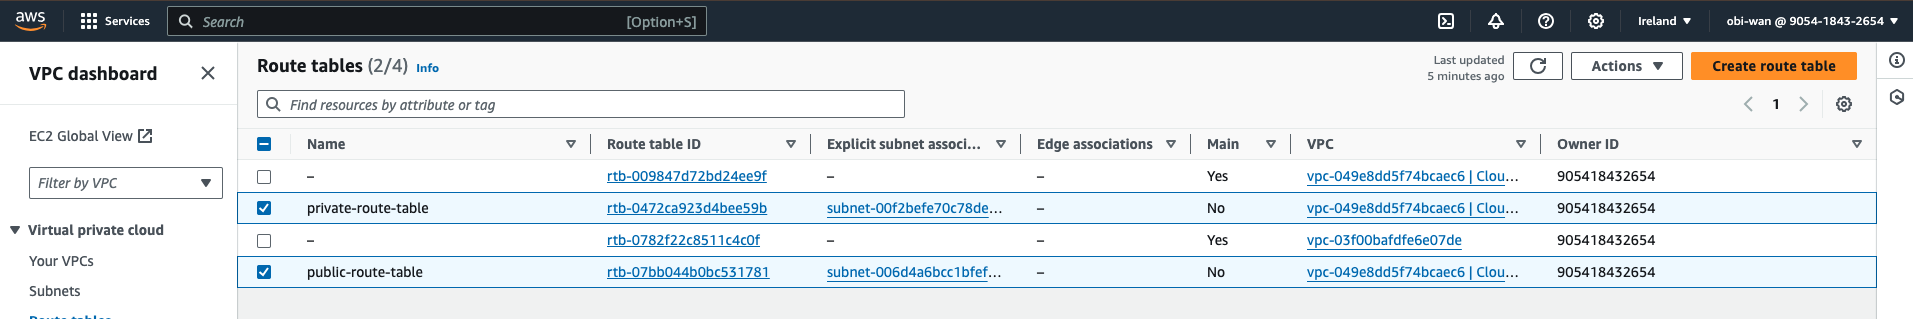 aws Services Search [Option+S] Ireland ▼ obi-wan @ 9054-1843-2654 ▼
VPC dashboard
EC2 Global View
Filter by VPC
Virtual private cloud
Your VPCs
Subnets
Route tables
Route tables (2/4) Info
Last updated
5 minutes ago
Actions
Create route table
Find resources by attribute or tag
1
Name Route table ID Explicit subnet associ... Edge associations Main VPC Owner ID
– rtb-009847d72bd24ee9f – – Yes vpc-049e8dd5f74bcaec6 | Clou... 905418432654
private-route-table rtb-0472ca923d4bee59b subnet-00f2befe70c78de... – No vpc-049e8dd5f74bcaec6 | Clou... 905418432654
– rtb-0782f22c8511c4c0f – – Yes vpc-03f00bafdfe6e07de 905418432654
public-route-table rtb-07bb044b0bc531781 subnet-006d4a6bcc1bfef... – No vpc-049e8dd5f74bcaec6 | Clou... 905418432654